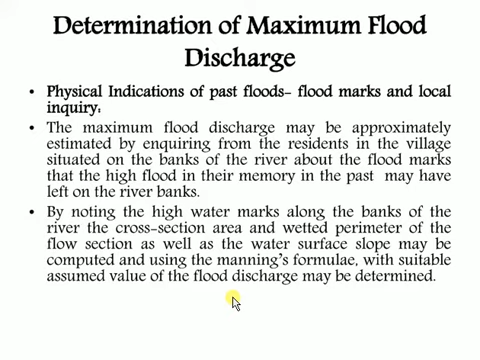 Determination of Maximum Flood
Discharge
• Physical Indications of past floods- flood marks and local
inquiry:
• The maximum flood discharge may be approximately
estimated by enquiring from the residents in the village
situated on the banks of the river about the flood marks
that the high flood in their memory in the past may have
left on the river banks.
• By noting the high water marks along the banks of the
river the cross-section area and wetted perimeter of
the flow section as well as the water surface slope may be
computed and using the manning's formulae, with suitable
assumed value of the flood discharge may be determined.